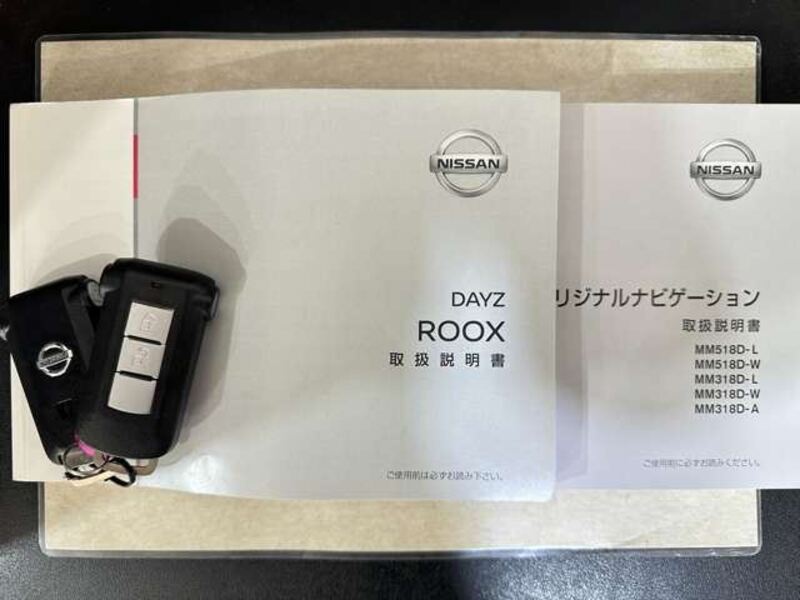 NISSAN
DAYZ
ROOX
取扱説明書
ご使用前は必ずお読み下さい。
NISSAN
リジナルナビゲーション
取扱説明書
MM518D-L
MM518D-W
MM318D-L
MM318D-W
MM318D-A
ご使用前に必ずお読みください。